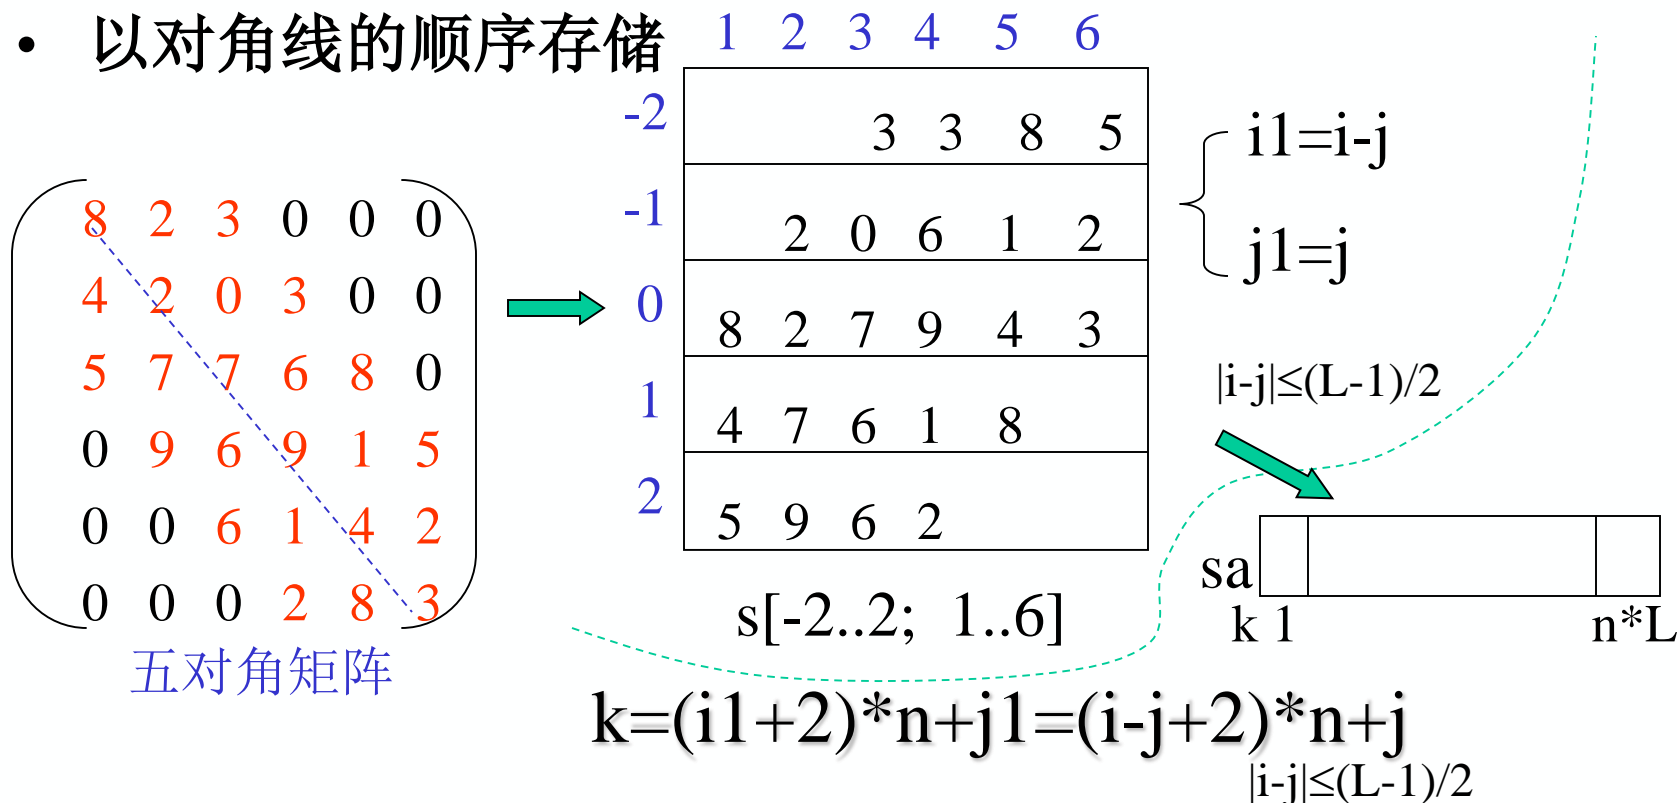 • 以对角线的顺序存储
8 2 3 0 0 0
4 2 0 3 0 0
5 7 7 6 8 0
0 9 6 9 1 5
0 0 6 1 4 2
0 0 0 2 8 3
五对角矩阵
1 2 3 4 5 6
-2 3 3 8 5
-1 2 0 6 1 2
0 8 2 7 9 4 3
1 4 7 6 1 8
2 5 9 6 2
s[-2..2; 1..6]
i1=i-j
j1=j
|i-j|≤(L-1)/2
sa
k 1 n*L
k=(i1+2)*n+j1=(i-j+2)*n+j
|i-j|≤(L-1)/2